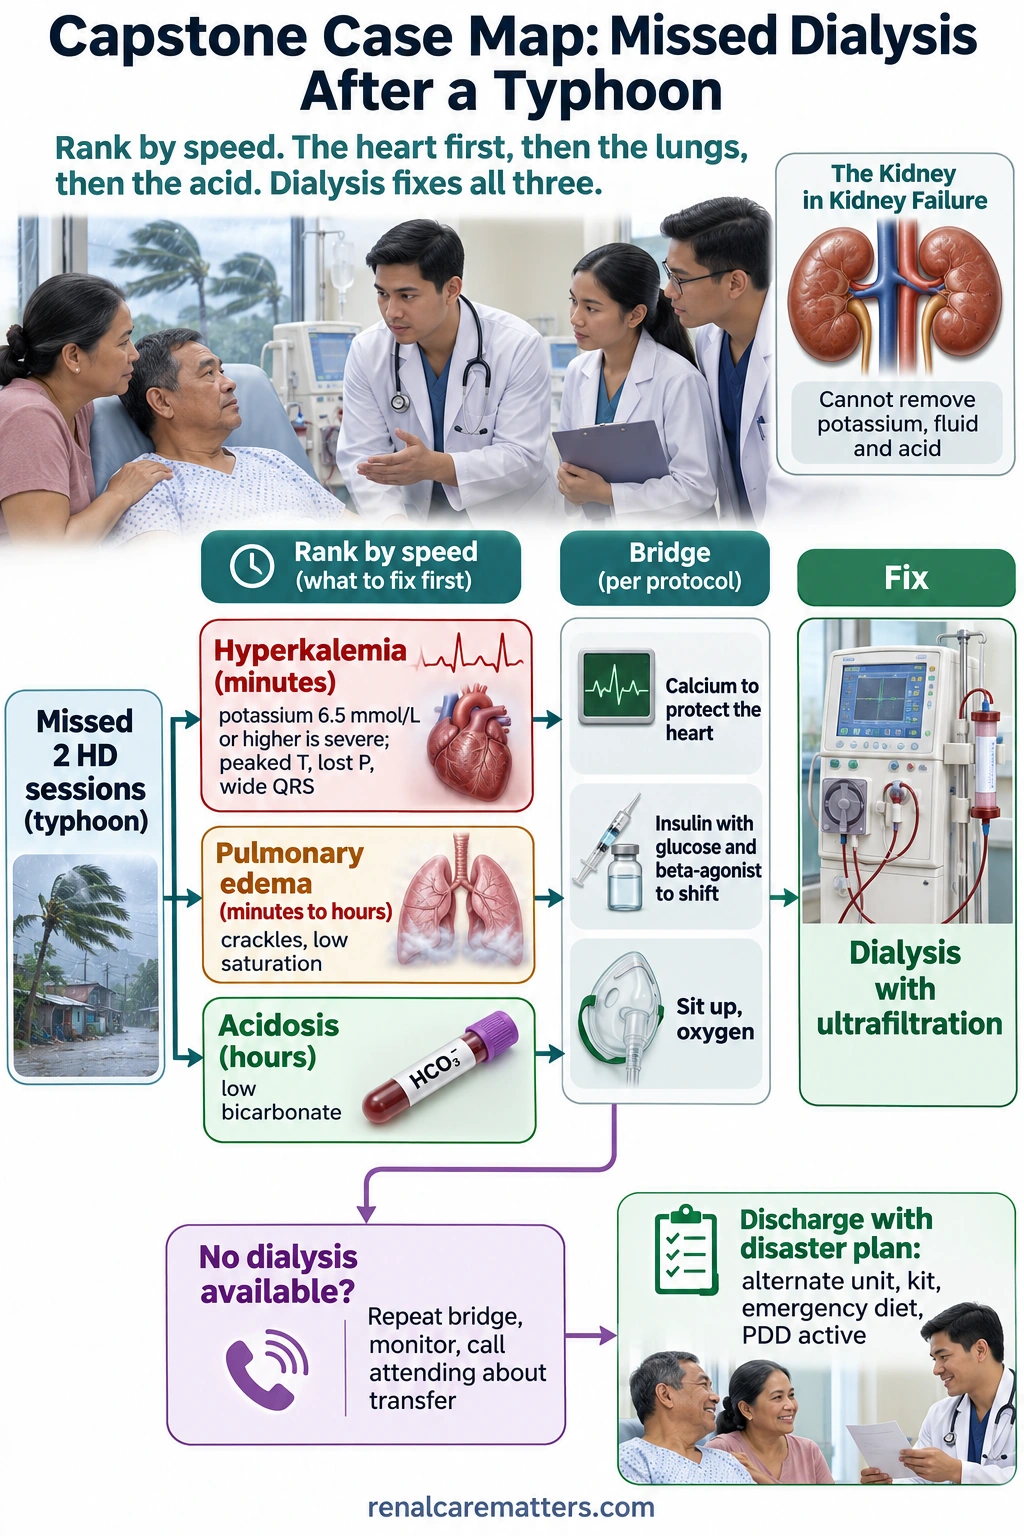 Capstone Case Map: Missed Dialysis
After a Typhoon
Rank by speed. The heart first, then the lungs,
then the acid. Dialysis fixes all three.
The Kidney
in Kidney Failure
Cannot remove
potassium, fluid
and acid
Rank by speed
(what to fix first)
Bridge
(per protocol)
Fix
Missed
2 HD
sessions
(typhoon)
Hyperkalemia
(minutes)
potassium 6.5 mmol/L
or higher is severe;
peaked T, lost P,
wide QRS
Pulmonary
edema
(minutes to hours)
crackles, low
saturation
Acidosis
(hours)
low
bicarbonate
HCO₃⁻
Calcium to
protect the
heart
Insulin with
glucose and
beta-agonist
to shift
Sit up,
oxygen
Dialysis
with
ultrafiltration
No dialysis
available?
Repeat bridge,
monitor, call
attending about
transfer
Discharge with
disaster plan:
alternate unit, kit,
emergency diet,
PDD active
renalcarematters.com